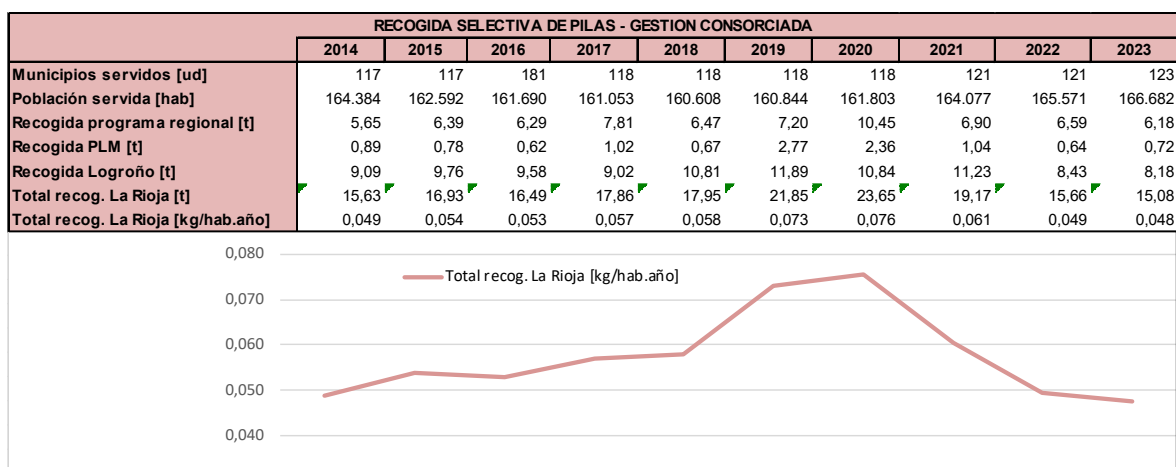 RECOGIDA SELECTIVA DE PILAS - GESTION CONSORCIADA
2014 2015 2016 2017 2018 2019 2020 2021 2022 2023
Municipios servidos [ud] 117 117 181 118 118 118 118 121 121 123
Población servida [hab] 164.384 162.592 161.690 161.053 160.608 160.844 161.803 164.077 165.571 166.682
Recogida programa regional [t] 5,65 6,39 6,29 7,81 6,47 7,20 10,45 6,90 6,59 6,18
Recogida PLM [t] 0,89 0,78 0,62 1,02 0,67 2,77 2,36 1,04 0,64 0,72
Recogida Logroño [t] 9,09 9,76 9,58 9,02 10,81 11,89 10,84 11,23 8,43 8,18
Total recog. La Rioja [t] 15,63 16,93 16,49 17,86 17,95 21,85 23,65 19,17 15,66 15,08
Total recog. La Rioja [kg/hab.año] 0,049 0,054 0,053 0,057 0,058 0,073 0,076 0,061 0,049 0,048
0,080
Total recog. La Rioja [kg/hab.año]
0,070
0,060
0,050
0,040